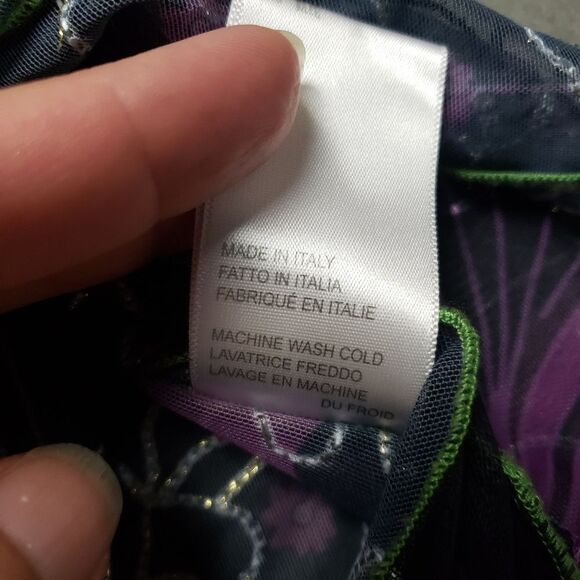 MADE IN ITALY
FATTO IN ITALIA
FABRIQUÉ EN ITALIE
MACHINE WASH COLD
LAVATRICE FREDDO
LAVAGE EN MACHINE
DU FROID